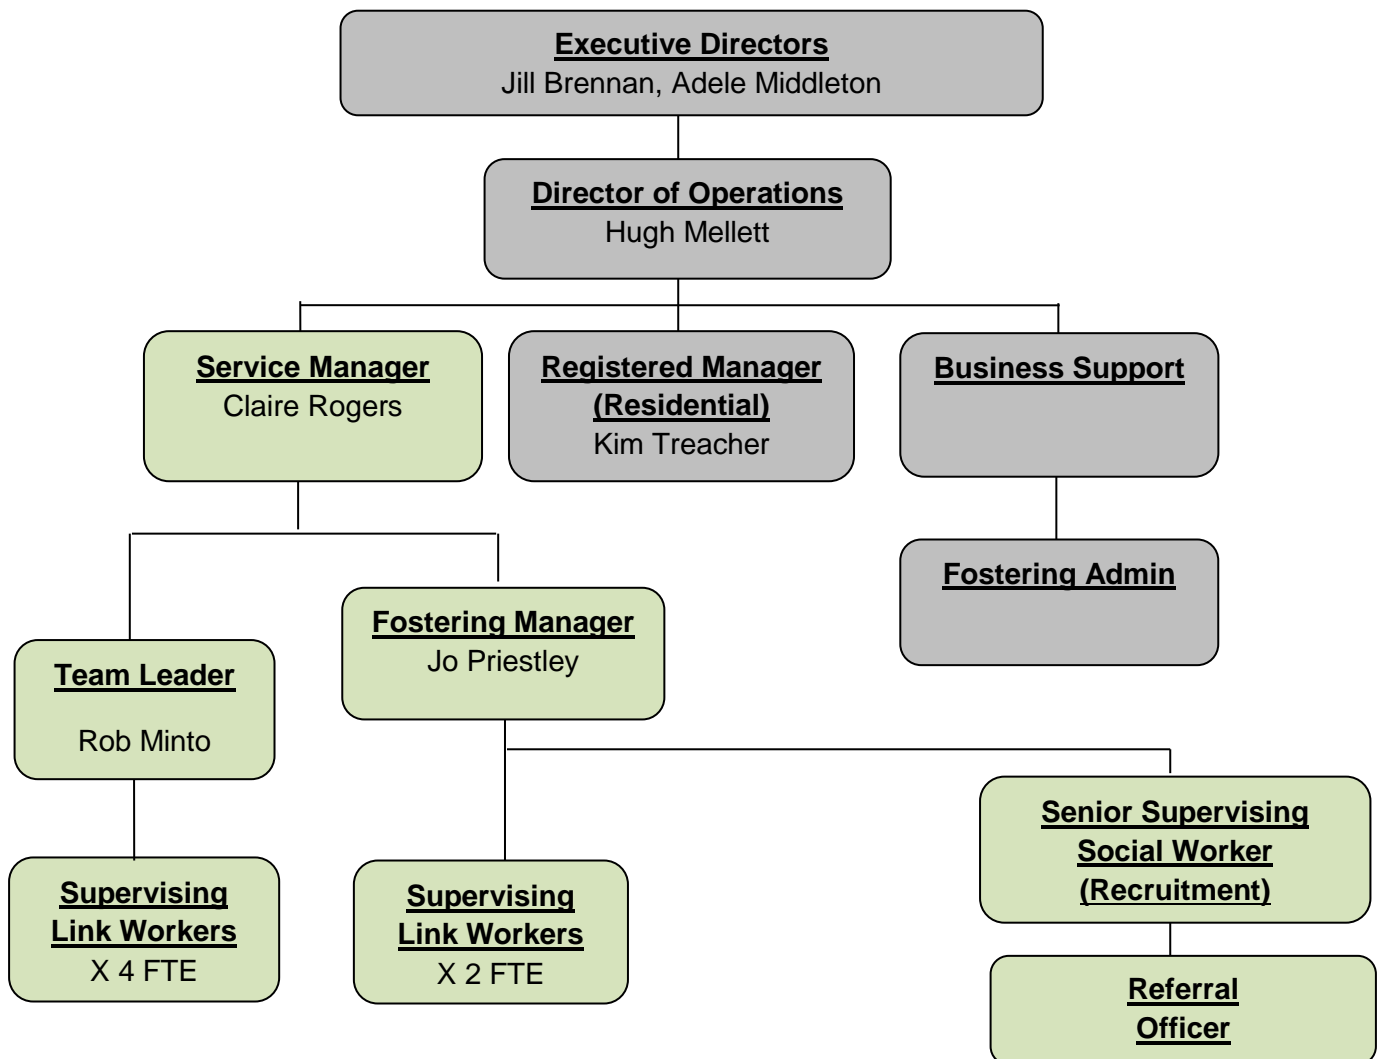 Executive Directors
Jill Brennan, Adele Middleton
Director of Operations
Hugh Mellett
Service Manager
Claire Rogers
Registered Manager
(Residential)
Kim Treacher
Business Support
Fostering Admin
Fostering Manager
Jo Priestley
Team Leader
Rob Minto
Senior Supervising
Social Worker
(Recruitment)
Supervising
Link Workers
X 4 FTE
Supervising
Link Workers
X 2 FTE
Referral
Officer